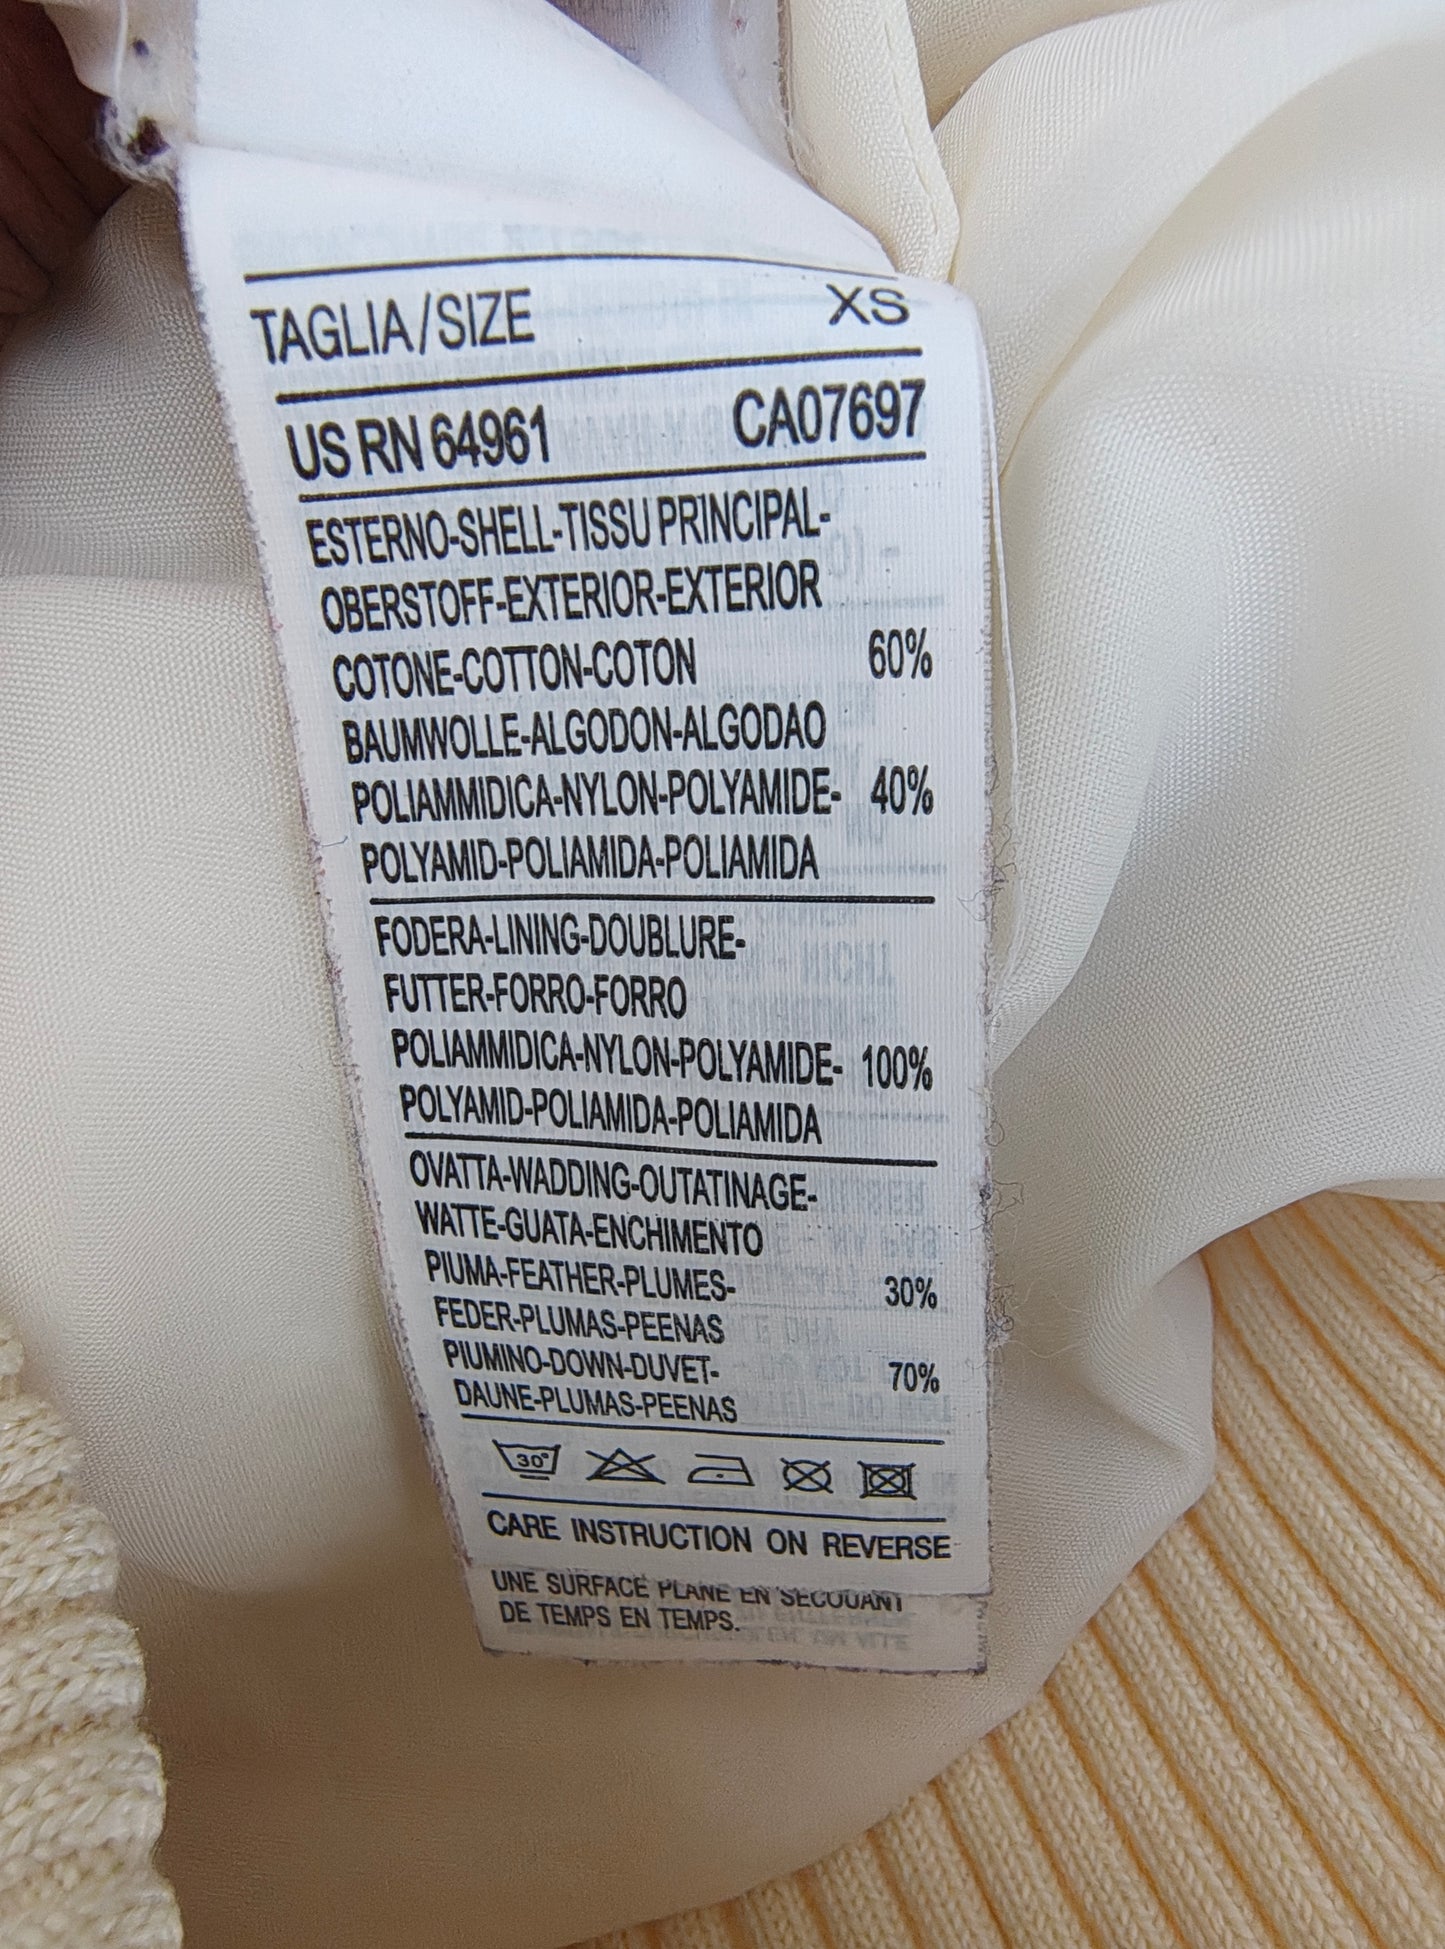 TAGLIA/SIZE XS
US RN 64961 CA07697
ESTERNO-SHELL-TISSU PRINCIPAL-
OBERSTOFF-EXTERIOR-EXTERIOR
COTONE-COTTON-COTON 60%
BAUMWOLLE-ALGODON-ALGODAO
POLIAMMIDICA-NYLON-POLYAMIDE- 40%
POLYAMID-POLIAMIDA-POLIAMIDA
FODERA-LINING-DOUBLURE-
FUTTER-FORRO-FORRO
POLIAMMIDICA-NYLON-POLYAMIDE- 100%
POLYAMID-POLIAMIDA-POLIAMIDA
OVATTA-WADDING-OUTATINAGE-
WATTE-GUATA-ENCHIMENTO
PIUMA-FEATHER-PLUMES- 30%
FEDER-PLUMAS-PEENAS
PIUMINO-DOWN-DUVET- 70%
DAUNE-PLUMAS-PEENAS
30°
CARE INSTRUCTION ON REVERSE
UNE SURFACE PLANE EN SECOUANT
DE TEMPS EN TEMPS.